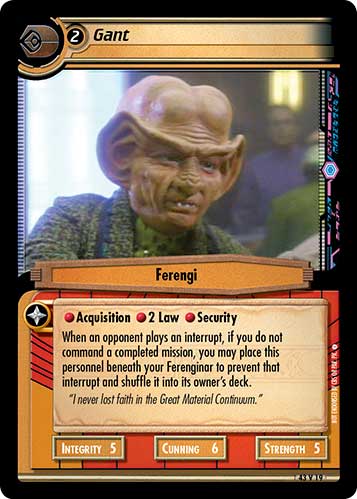 2 Gant
Ferengi
Acquisition 2 Law Security
When an opponent plays an interrupt, if you do not
command a completed mission, you may place this
personnel beneath your Ferenginar to prevent that
interrupt and shuffle it into its owner's deck.
"I never lost faith in the Great Material Continuum."
INTEGRITY 5 CUNNING 6 STRENGTH 5
43 V 19